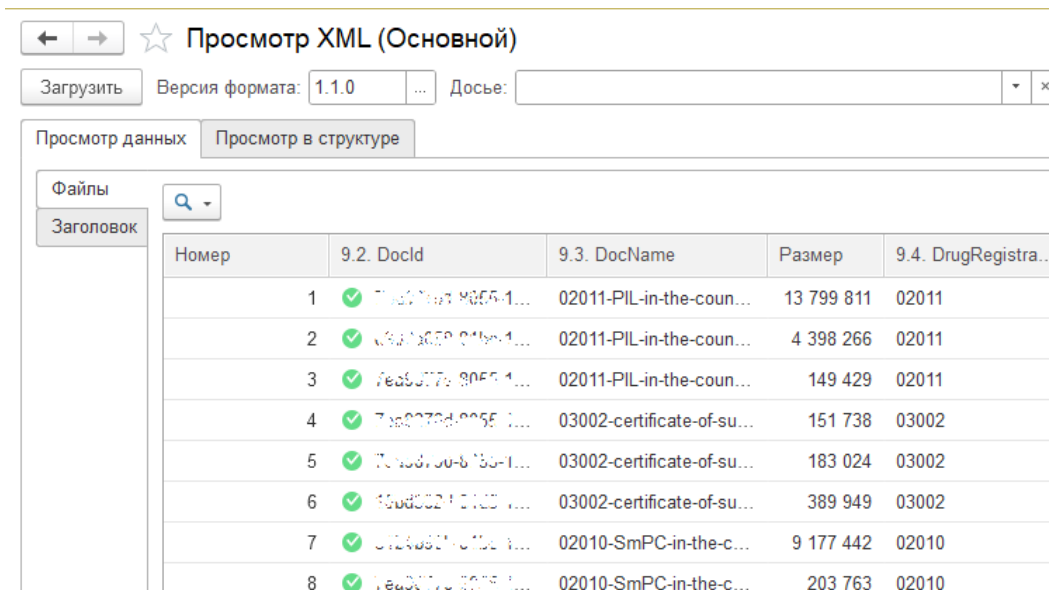 Просмотр XML (Основной)
Загрузить Версия формата: 1.1.0 ... Досье:
Просмотр данных Просмотр в структуре
Файлы
Заголовок
Номер 9.2. DocId 9.3. DocName Размер 9.4. DrugRegistra...
1 02011-PIL-in-the-coun... 13 799 811 02011
2 02011-PIL-in-the-coun... 4 398 266 02011
3 02011-PIL-in-the-coun... 149 429 02011
4 03002-certificate-of-su... 151 738 03002
5 03002-certificate-of-su... 183 024 03002
6 03002-certificate-of-su... 389 949 03002
7 02010-SmPC-in-the-c... 9 177 442 02010
8 02010-SmPC-in-the-c... 203 763 02010